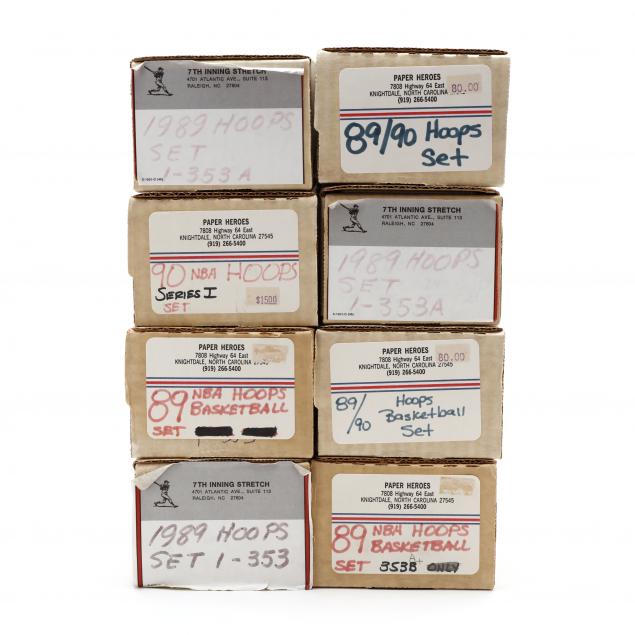 7TH INNING STRETCH
4701 ATLANTIC AVE., SUITE 113
RALEIGH, NC 27604
1989 HOOPS
SET
1-353A
PAPER HEROES
7808 Highway 64 East
KNIGHTDALE, NORTH CAROLINA
(919) 266-5400
80.00
89/90 Hoops
Set
PAPER HEROES
7808 Highway 64 East
KNIGHTDALE, NORTH CAROLINA 27545
(919) 266-5400
90 NBA HOOPS
SERIES I
SET
$1500
7TH INNING STRETCH
4701 ATLANTIC AVE., SUITE 113
RALEIGH, NC 27604
1989 HOOPS
SET
1-353A
PAPER HEROES
7808 Highway 64 East
KNIGHTDALE, NORTH CAROLINA 27545
(919) 266-5400
89 NBA HOOPS
BASKETBALL
SET
PAPER HEROES
7808 Highway 64 East
KNIGHTDALE, NORTH CAROLINA 27545
(919) 266-5400
80.00
89/90 Hoops
Basketball
Set
7TH INNING STRETCH
4701 ATLANTIC AVE., SUITE 113
RALEIGH, NC 27604
1989 HOOPS
SET 1-353
PAPER HEROES
7808 Highway 64 East
KNIGHTDALE, NORTH CAROLINA 27545
(919) 266-5400
89 NBA HOOPS
BASKETBALL
SET 353B ONLY